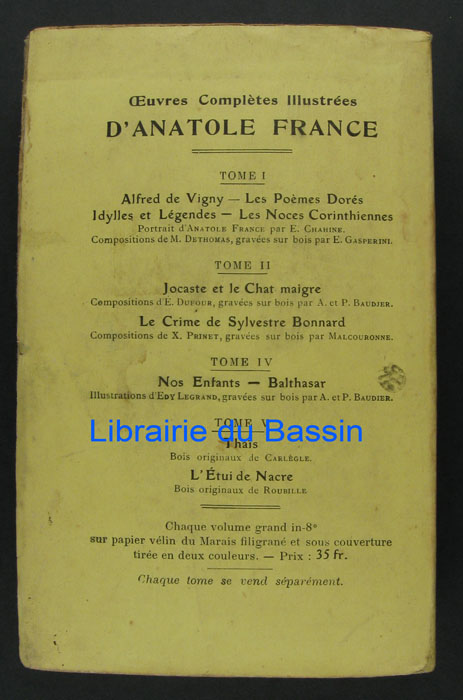 Œuvres Complètes Illustrées
D'ANATOLE FRANCE
TOME I
Alfred de Vigny — Les Poèmes Dorés
Idylles et Légendes — Les Noces Corinthiennes
Portrait d'ANATOLE FRANCE par E. CHAHINE.
Compositions de M. DETHOMAS, gravées sur bois par E. GASPERINI.
TOME II
Jocaste et le Chat maigre
Compositions d'E. DUFOUR, gravées sur bois par A. et P. BAUDIER.
Le Crime de Sylvestre Bonnard
Compositions de X. PRINET, gravées sur bois par MALCOURONNE.
TOME IV
Nos Enfants — Balthasar
Illustrations d'EDY LEGRAND, gravées sur bois par A. et P. BAUDIER.
TOME V
Librairie du Bassin
Thaïs
Bois originaux de CARLÈGLE.
L'Étui de Nacre
Bois originaux de ROUBILLE
Chaque volume grand in-8°
sur papier vélin du Marais filigrané et sous couverture
tirée en deux couleurs. — Prix : 35 fr.
Chaque tome se vend séparément.